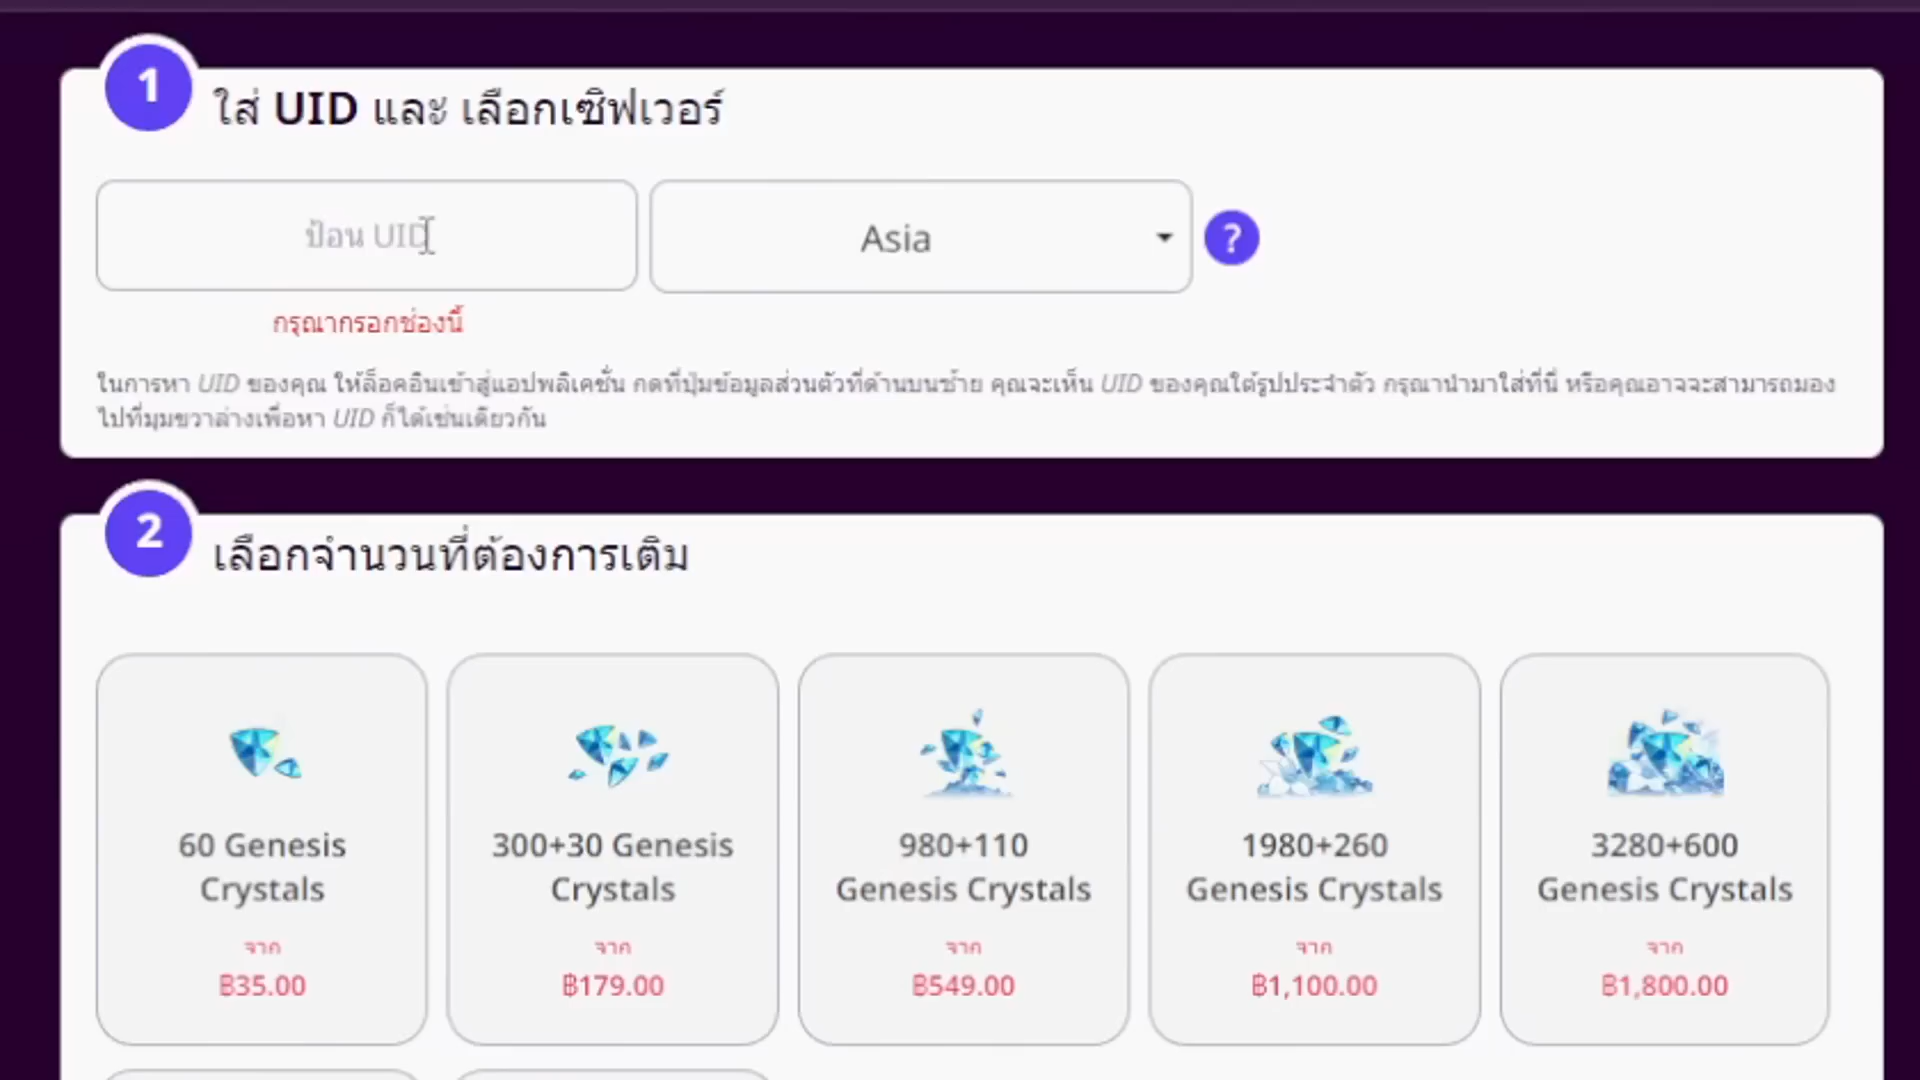 1
ใส่ UID และ เลือกเซิฟเวอร์
ป้อน UID
Asia
?
กรุณากรอกช่องนี้
ในการหา UID ของคุณ ให้ล็อคอินเข้าสู่แอปพลิเคชั่น กดที่ปุ่มข้อมูลส่วนตัวที่ด้านบนซ้าย คุณจะเห็น UID ของคุณใต้รูปประจำตัว กรุณานำมาใส่ที่นี่ หรือคุณอาจจะสามารถมอง
ไปที่มุมขวาล่างเพื่อหา UID ก็ได้เช่นเดียวกัน
2
เลือกจำนวนที่ต้องการเติม
60 Genesis
Crystals
จาก
฿35.00
300+30 Genesis
Crystals
จาก
฿179.00
980+110
Genesis Crystals
จาก
฿549.00
1980+260
Genesis Crystals
จาก
฿1,100.00
3280+600
Genesis Crystals
จาก
฿1,800.00